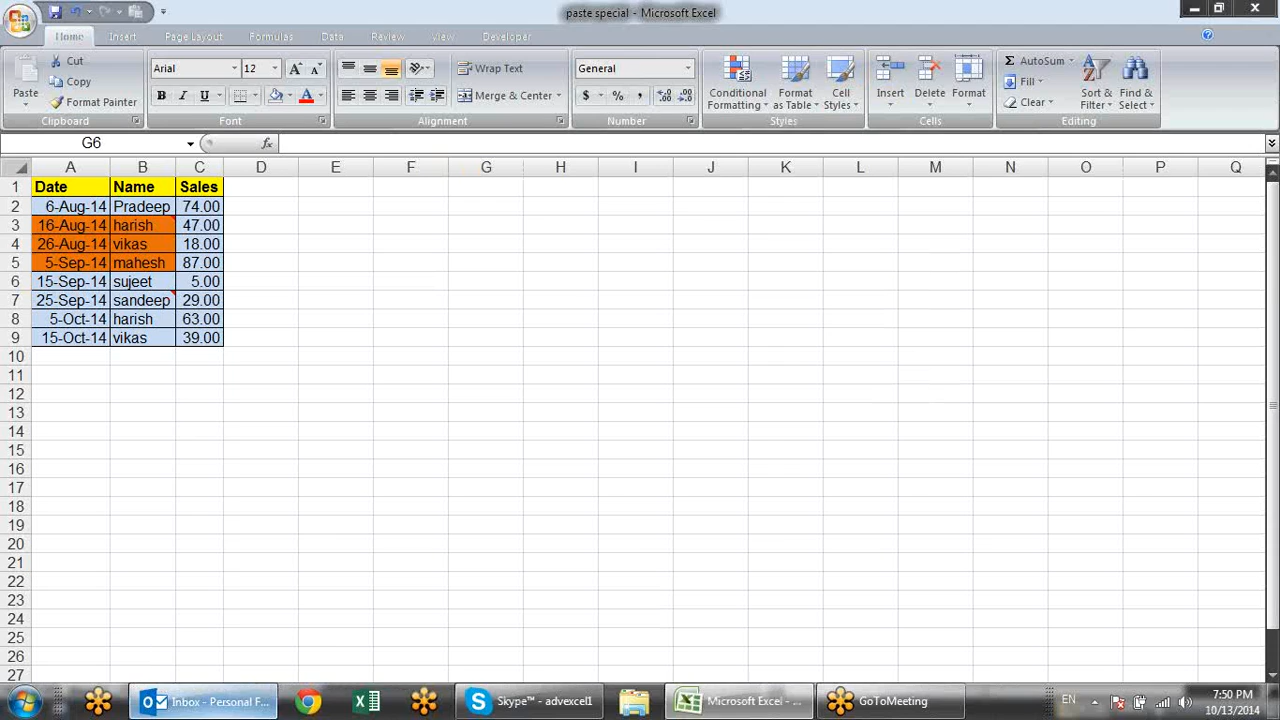 paste special - Microsoft Excel
Home Insert Page Layout Formulas Data Review View Developer
Paste Cut Copy Format Painter
Arial 12
Wrap Text Merge & Center
General
Conditional Formatting Format as Table Cell Styles
Insert Delete Format
AutoSum Fill Clear
Sort & Filter Find & Select
Clipboard Font Alignment Number Styles Cells Editing
G6 fx
A B C D E F G H I J K L M N O P Q
1 Date Name Sales
2 6-Aug-14 Pradeep 74.00
3 16-Aug-14 harish 47.00
4 26-Aug-14 vikas 18.00
5 5-Sep-14 mahesh 87.00
6 15-Sep-14 sujeet 5.00
7 25-Sep-14 sandeep 29.00
8 5-Oct-14 harish 63.00
9 15-Oct-14 vikas 39.00
10
11
12
13
14
15
16
17
18
19
20
21
22
23
24
25
26
27
Inbox - Personal F... Skype™ - advexcel1 Microsoft Excel - ... GoToMeeting EN 7:50 PM
10/13/2014